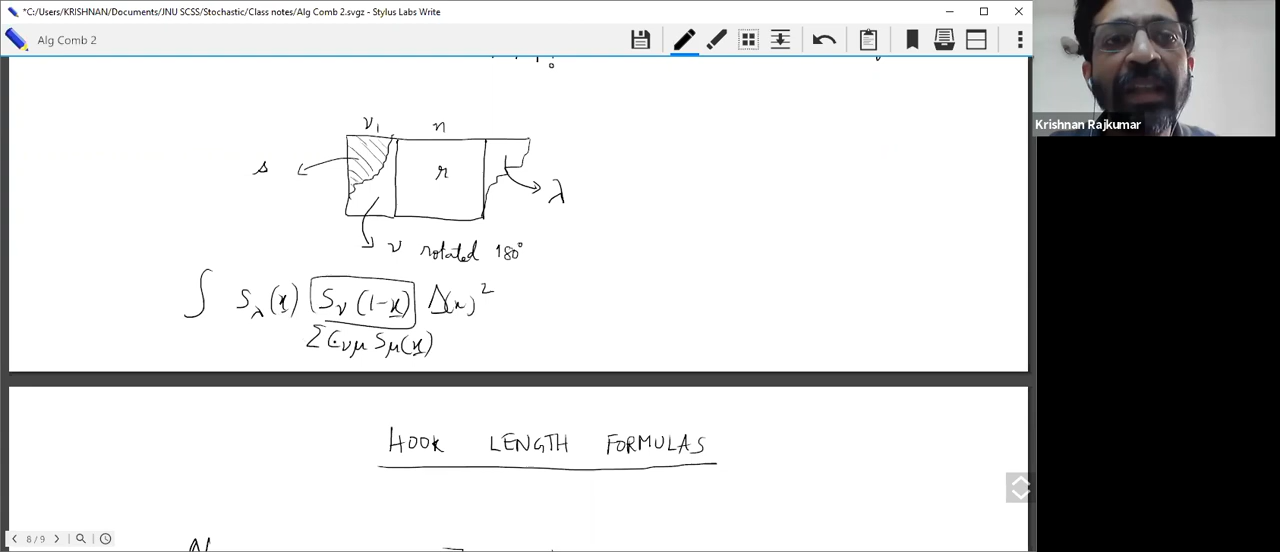 *C:/Users/KRISHNAN/Documents/JNU SCSS/Stochastic/Class notes/Alg Comb 2.svgz - Stylus Labs Write
Alg Comb 2
Krishnan Rajkumar
ν₁ n
s r λ
ν rotated 180°
∫ S_λ(x) S_ν(1-x) Δ(x)²
Σ C_νμ S_μ(x)
HOOK LENGTH FORMULAS
8 / 9